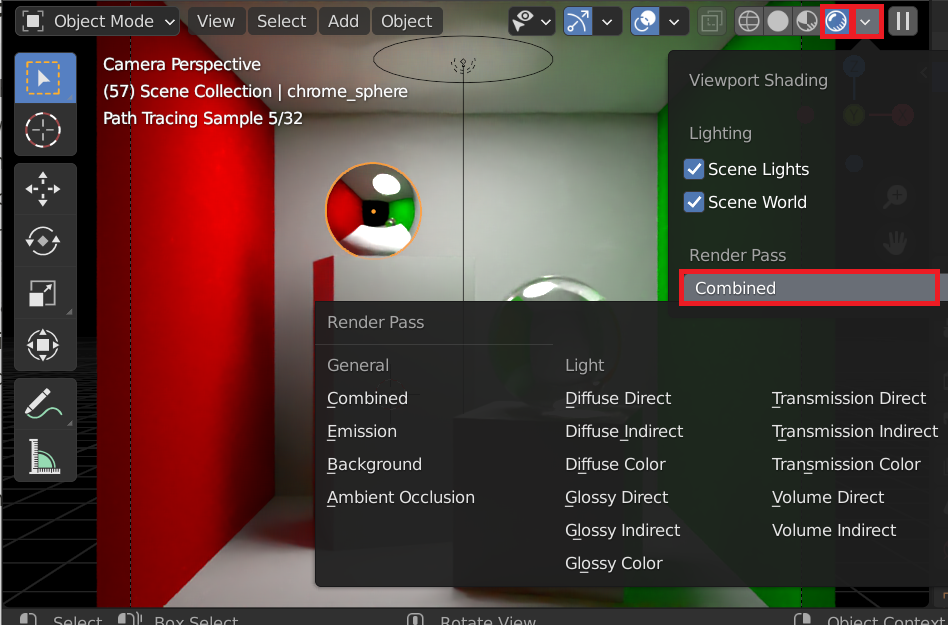 Object Mode View Select Add Object
Camera Perspective
(57) Scene Collection | chrome_sphere
Path Tracing Sample 5/32
Viewport Shading
Lighting
Scene Lights
Scene World
Render Pass
Combined
Render Pass
General Light
Combined Diffuse Direct Transmission Direct
Emission Diffuse Indirect Transmission Indirect
Background Diffuse Color Transmission Color
Ambient Occlusion Glossy Direct Volume Direct
Glossy Indirect Volume Indirect
Glossy Color
Select Box Select Rotate View Object Context